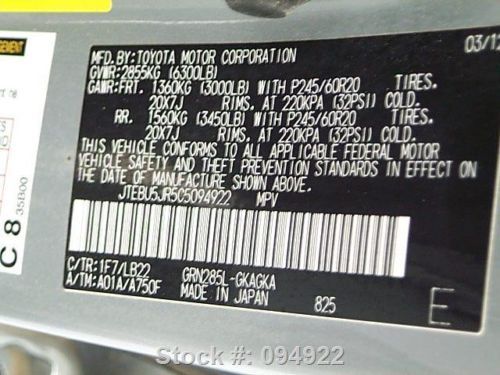 MFD. BY: TOYOTA MOTOR CORPORATION 03/12
GVWR: 2855KG (6300LB)
GAWR: FRT. 1360KG (3000LB) WITH P245/60R20 TIRES.
20X7J RIMS. AT 220KPA (32PSI) COLD.
RR. 1560KG (3450LB) WITH P245/60R20 TIRES.
20X7J RIMS. AT 220KPA (32PSI) COLD.
THIS VEHICLE CONFORMS TO ALL APPLICABLE FEDERAL MOTOR
VEHICLE SAFETY AND THEFT PREVENTION STANDARDS IN EFFECT ON
THE DATE OF MANUFACTURE SHOWN ABOVE.
JTEBU5JR5C5094922 MPV
C/TR: 1F7/LB22 GRN285L-GKAGKA
A/TM: A01A/A750F MADE IN JAPAN 825
E
C8
35B00
Stock #: 094922